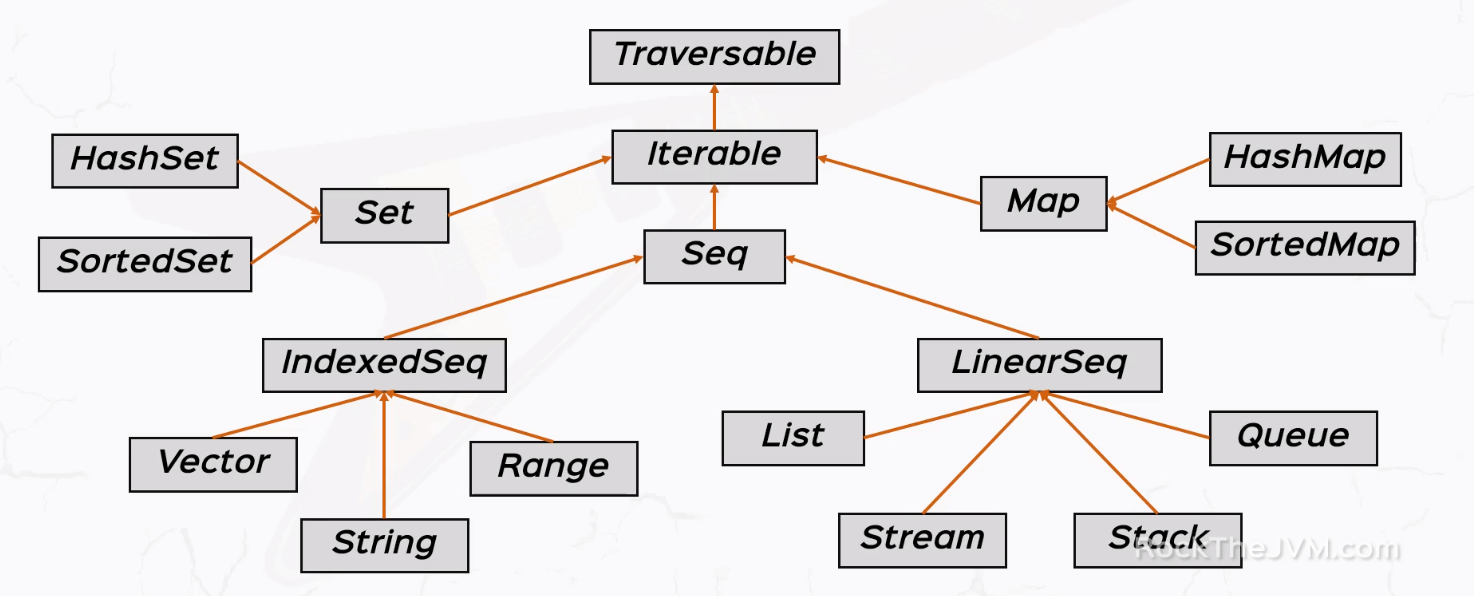 Traversable
Iterable
HashSet
Set
SortedSet
Map
HashMap
SortedMap
Seq
IndexedSeq
LinearSeq
Vector
String
Range
List
Stream
Stack
Queue
RockTheJVM.com